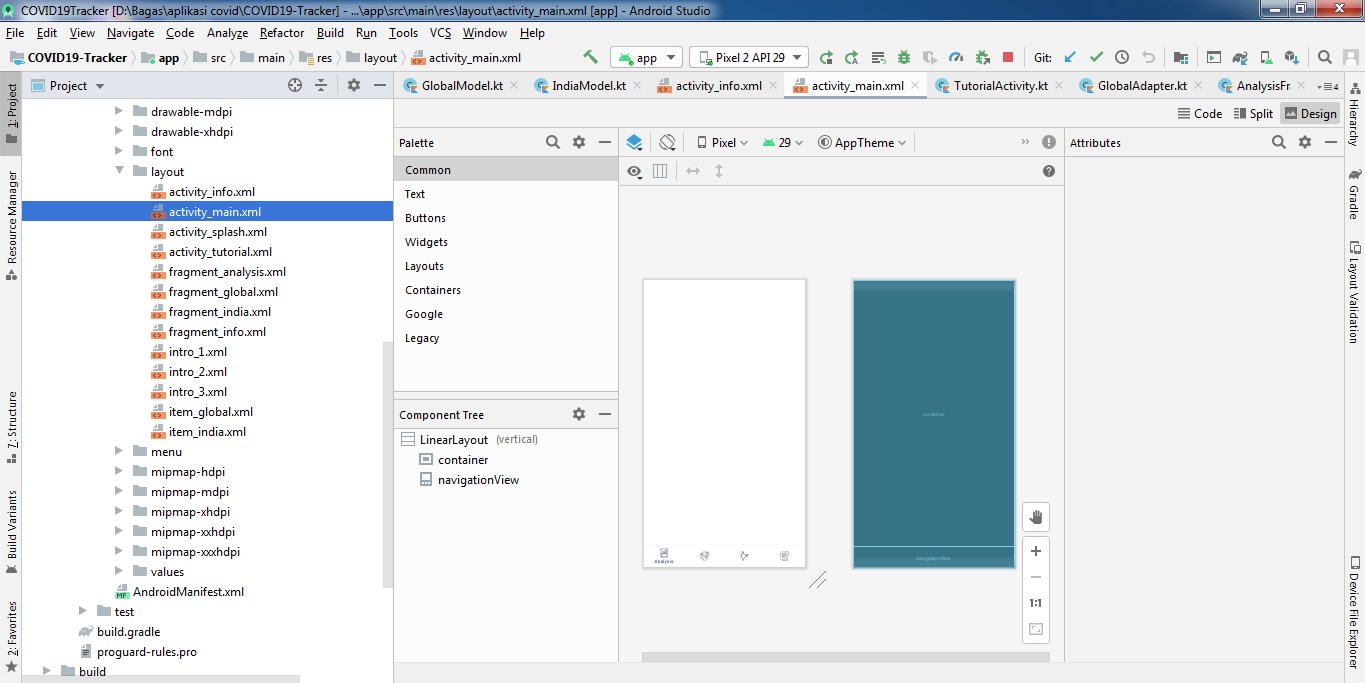 COVID19Tracker [D:\Bagas\aplikasi covid\COVID19-Tracker] - ...\app\src\main\res\layout\activity_main.xml [app] - Android Studio
File Edit View Navigate Code Analyze Refactor Build Run Tools VCS Window Help
COVID19-Tracker app src main res layout activity_main.xml app Pixel 2 API 29 Git:
1: Project
Resource Manager
7: Structure
Build Variants
2: Favorites
Project
drawable-mdpi
drawable-xhdpi
font
layout
activity_info.xml
activity_main.xml
activity_splash.xml
activity_tutorial.xml
fragment_analysis.xml
fragment_global.xml
fragment_india.xml
fragment_info.xml
intro_1.xml
intro_2.xml
intro_3.xml
item_global.xml
item_india.xml
menu
mipmap-hdpi
mipmap-mdpi
mipmap-xhdpi
mipmap-xxhdpi
mipmap-xxxhdpi
values
MF AndroidManifest.xml
test
build.gradle
proguard-rules.pro
build
GlobalModel.kt IndiaModel.kt activity_info.xml activity_main.xml TutorialActivity.kt GlobalAdapter.kt AnalysisFr 4
Code Split Design
Palette
Common
Text
Buttons
Widgets
Layouts
Containers
Google
Legacy
Component Tree
LinearLayout (vertical)
container
navigationView
Pixel 29 AppTheme
Analysis
container
navigationView
1:1
Attributes
Hierarchy
Gradle
Layout Validation
Device File Explorer